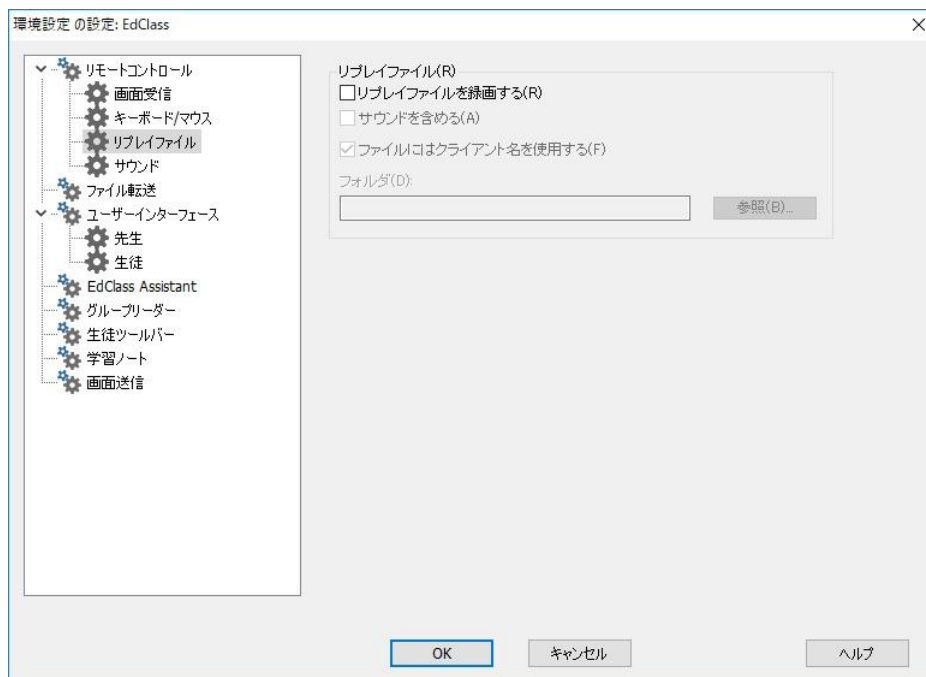 環境設定 の設定: EdClass
リモートコントロール
画面受信
キーボード/マウス
リプレイファイル
サウンド
ファイル転送
ユーザーインターフェース
先生
生徒
EdClass Assistant
グループリーダー
生徒ツールバー
学習ノート
画面送信
リプレイファイル(R)
リプレイファイルを録画する(R)
サウンドを含める(A)
ファイルにはクライアント名を使用する(F)
フォルダ(D):
参照(B)...
OK
キャンセル
ヘルプ